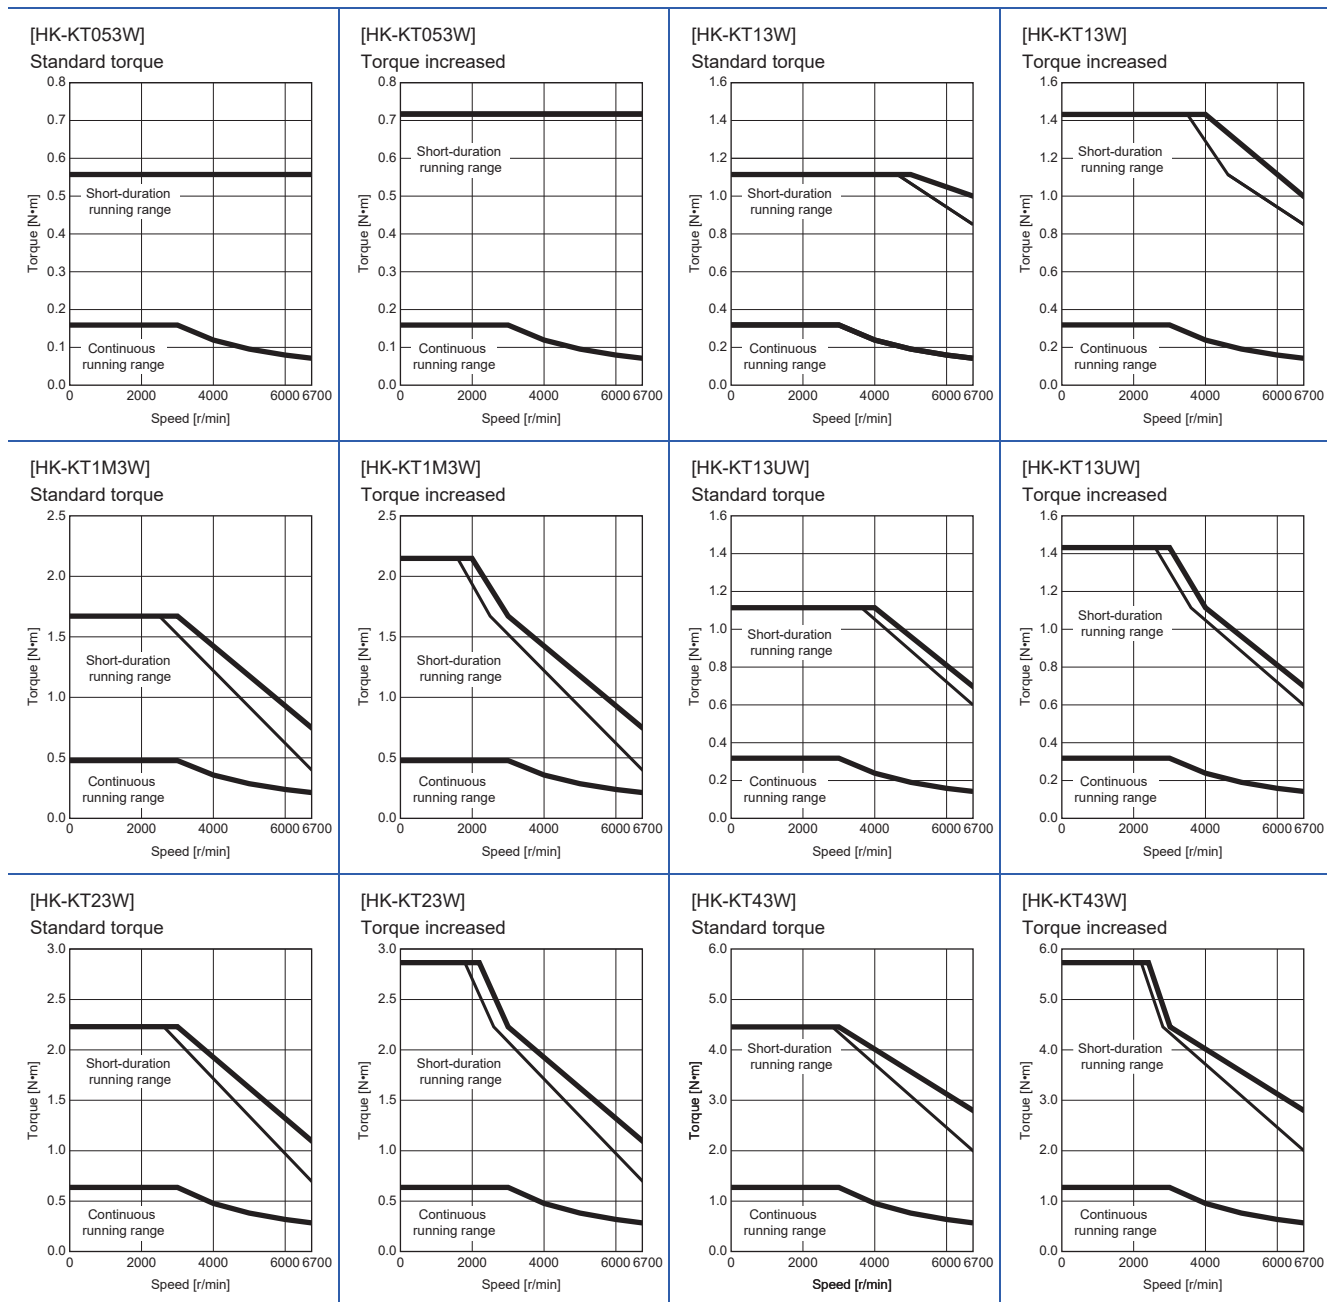 [HK-KT053W]
Standard torque
0.8
0.7
0.6
0.5
0.4
0.3
0.2
0.1
0.0
Torque [N•m]
Short-duration
running range
Continuous
running range
0 2000 4000 6000 6700
Speed [r/min]
[HK-KT053W]
Torque increased
0.8
0.7
0.6
0.5
0.4
0.3
0.2
0.1
0.0
Torque [N•m]
Short-duration
running range
Continuous
running range
0 2000 4000 6000 6700
Speed [r/min]
[HK-KT13W]
Standard torque
1.6
1.4
1.2
1.0
0.8
0.6
0.4
0.2
0.0
Torque [N•m]
Short-duration
running range
Continuous
running range
0 2000 4000 6000 6700
Speed [r/min]
[HK-KT13W]
Torque increased
1.6
1.4
1.2
1.0
0.8
0.6
0.4
0.2
0.0
Torque [N•m]
Short-duration
running range
Continuous
running range
0 2000 4000 6000 6700
Speed [r/min]
[HK-KT1M3W]
Standard torque
2.5
2.0
1.5
1.0
0.5
0.0
Torque [N•m]
Short-duration
running range
Continuous
running range
0 2000 4000 6000 6700
Speed [r/min]
[HK-KT1M3W]
Torque increased
2.5
2.0
1.5
1.0
0.5
0.0
Torque [N•m]
Short-duration
running range
Continuous
running range
0 2000 4000 6000 6700
Speed [r/min]
[HK-KT13UW]
Standard torque
1.6
1.4
1.2
1.0
0.8
0.6
0.4
0.2
0.0
Torque [N•m]
Short-duration
running range
Continuous
running range
0 2000 4000 6000 6700
Speed [r/min]
[HK-KT13UW]
Torque increased
1.6
1.4
1.2
1.0
0.8
0.6
0.4
0.2
0.0
Torque [N•m]
Short-duration
running range
Continuous
running range
0 2000 4000 6000 6700
Speed [r/min]
[HK-KT23W]
Standard torque
3.0
2.5
2.0
1.5
1.0
0.5
0.0
Torque [N•m]
Short-duration
running range
Continuous
running range
0 2000 4000 6000 6700
Speed [r/min]
[HK-KT23W]
Torque increased
3.0
2.5
2.0
1.5
1.0
0.5
0.0
Torque [N•m]
Short-duration
running range
Continuous
running range
0 2000 4000 6000 6700
Speed [r/min]
[HK-KT43W]
Standard torque
6.0
5.0
4.0
3.0
2.0
1.0
0.0
Torque [N•m]
Short-duration
running range
Continuous
running range
0 2000 4000 6000 6700
Speed [r/min]
[HK-KT43W]
Torque increased
6.0
5.0
4.0
3.0
2.0
1.0
0.0
Torque [N•m]
Short-duration
running range
Continuous
running range
0 2000 4000 6000 6700
Speed [r/min]